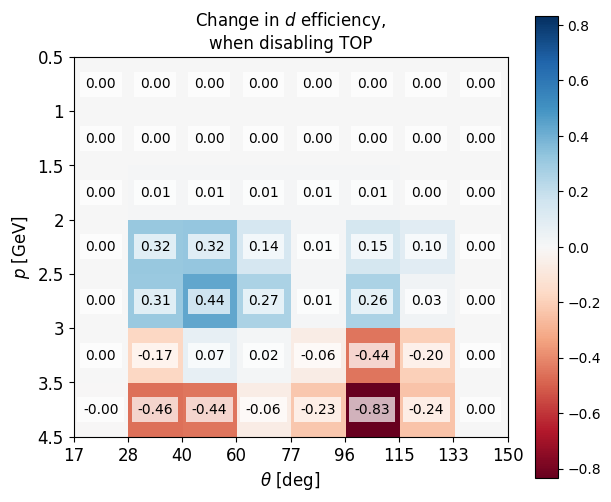 Change in d efficiency,
when disabling TOP
0.5
0.00 0.00 0.00 0.00 0.00 0.00 0.00 0.00
1
0.00 0.00 0.00 0.00 0.00 0.00 0.00 0.00
1.5
0.00 0.01 0.01 0.01 0.01 0.01 0.00 0.00
2
0.00 0.32 0.32 0.14 0.01 0.15 0.10 0.00
2.5
0.00 0.31 0.44 0.27 0.01 0.26 0.03 0.00
3
0.00 -0.17 0.07 0.02 -0.06 -0.44 -0.20 0.00
3.5
-0.00 -0.46 -0.44 -0.06 -0.23 -0.83 -0.24 0.00
4.5
p [GeV]
17 28 40 60 77 96 115 133 150
θ [deg]
0.8
0.6
0.4
0.2
0.0
−0.2
−0.4
−0.6
−0.8